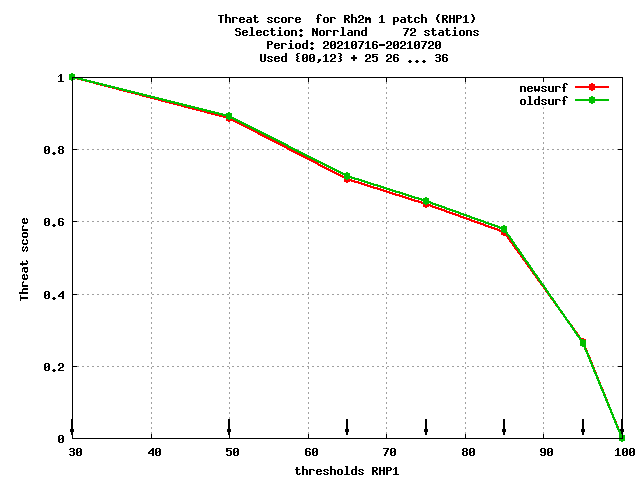 Threat score  for Rh2m 1 patch (RHP1)
Selection: Norrland     72 stations
Period: 20210716-20210720
Used {00,12} + 25 26 ... 36
newsurf
oldsurf
1
0.8
0.6
0.4
0.2
0
Threat score
30 40 50 60 70 80 90 100
thresholds RHP1